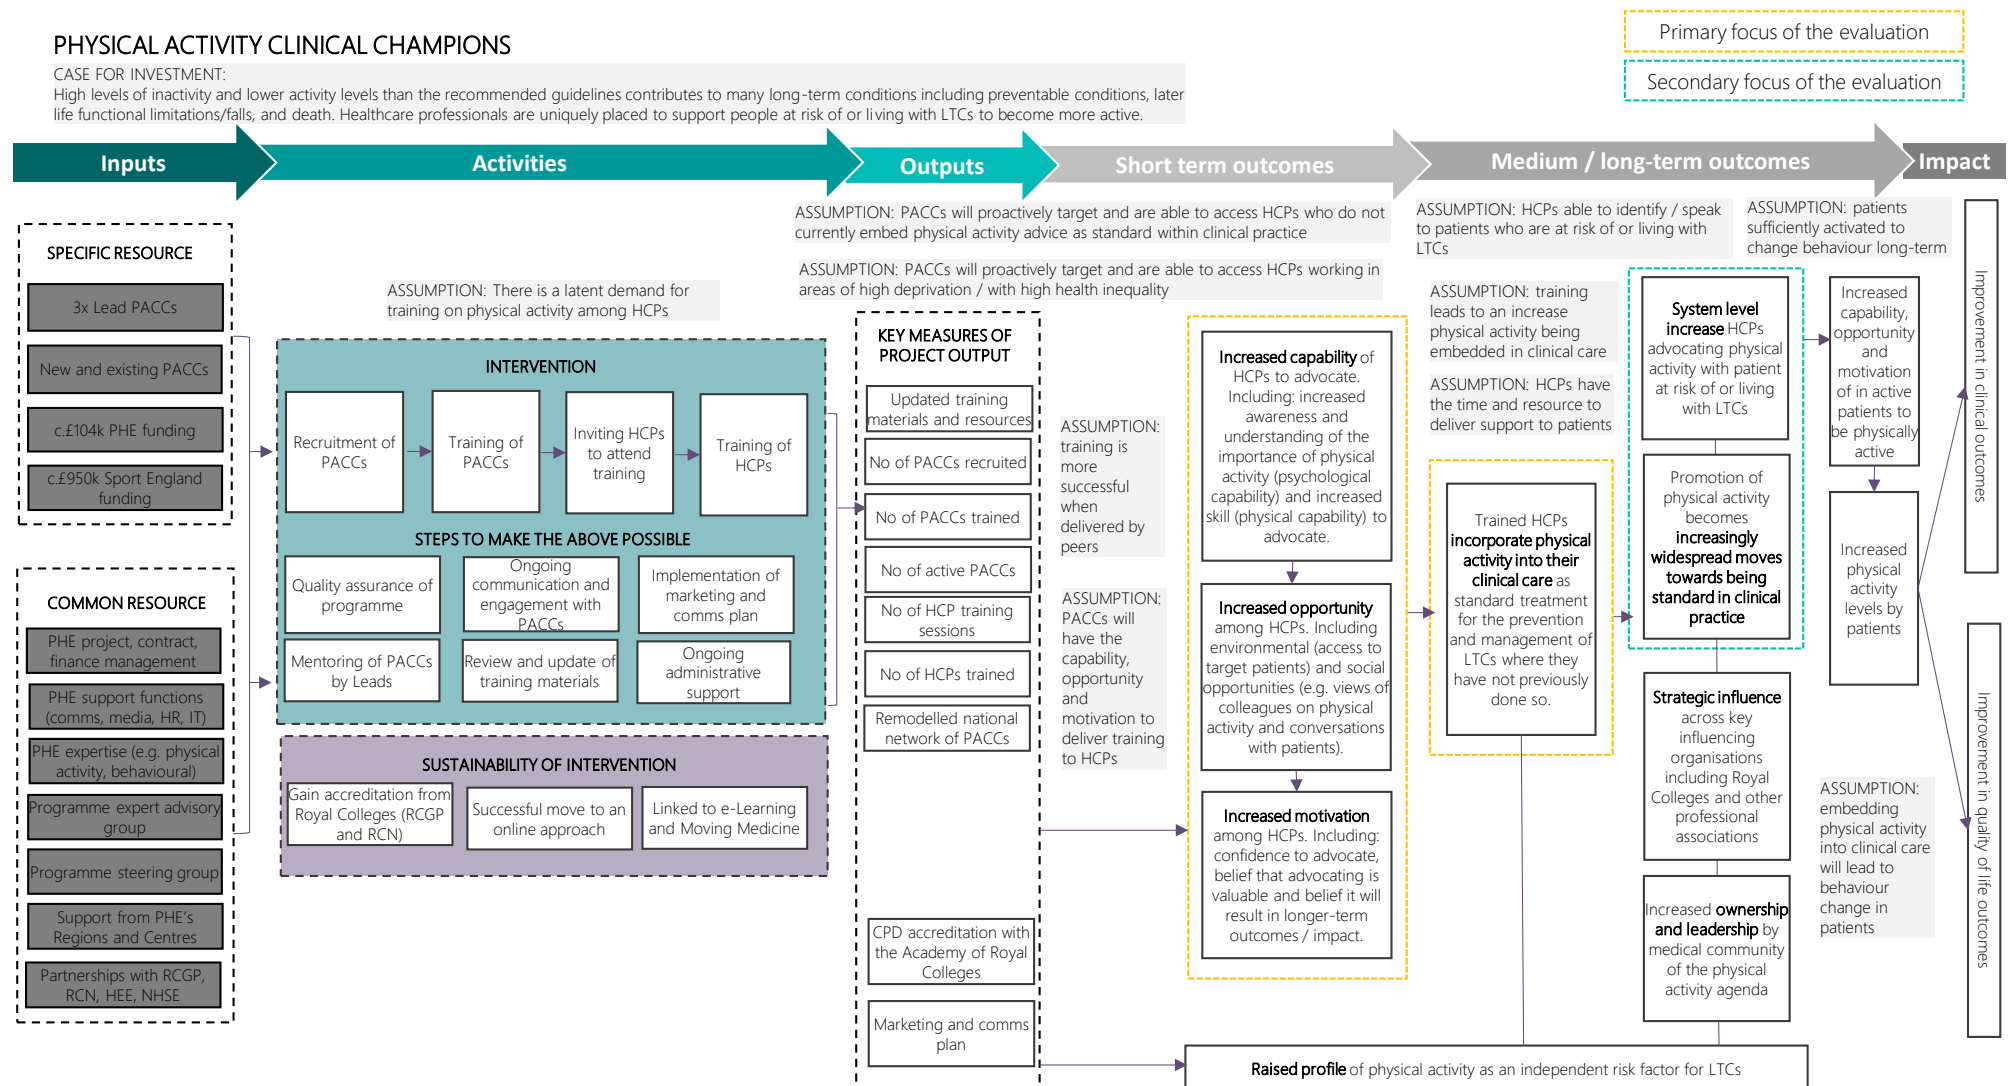 PHYSICAL ACTIVITY CLINICAL CHAMPIONS
CASE FOR INVESTMENT:
High levels of inactivity and lower activity levels than the recommended guidelines contributes to many long-term conditions including preventable conditions, later
life functional limitations/falls, and death. Healthcare professionals are uniquely placed to support people at risk of or living with LTCs to become more active.
Primary focus of the evaluation
Secondary focus of the evaluation
Inputs
Activities
Outputs
Short term outcomes
Medium / long-term outcomes
Impact
SPECIFIC RESOURCE
3x Lead PACCs
New and existing PACCs
c.£104k PHE funding
c.£950k Sport England
funding
COMMON RESOURCE
PHE project, contract,
finance management
PHE support functions
(comms, media, HR, IT)
PHE expertise (e.g. physical
activity, behavioural)
Programme expert advisory
group
Programme steering group
Support from PHE's
Regions and Centres
Partnerships with RCGP,
RCN, HEE, NHSE
ASSUMPTION: There is a latent demand for
training on physical activity among HCPs
INTERVENTION
Recruitment of
PACCs
Training of
PACCs
Inviting HCPs
to attend
training
Training of
HCPs
STEPS TO MAKE THE ABOVE POSSIBLE
Quality assurance of
programme
Ongoing
communication and
engagement with
PACCs
Implementation of
marketing and
comms plan
Mentoring of PACCs
by Leads
Review and update of
training materials
Ongoing
administrative
support
SUSTAINABILITY OF INTERVENTION
Gain accreditation from
Royal Colleges (RCGP
and RCN)
Successful move to an
online approach
Linked to e-Learning
and Moving Medicine
ASSUMPTION: PACCs will proactively target and are able to access HCPs who do not
currently embed physical activity advice as standard within clinical practice
ASSUMPTION: PACCs will proactively target and are able to access HCPs working in
areas of high deprivation / with high health inequality
KEY MEASURES OF
PROJECT OUTPUT
Updated training
materials and resources
No of PACCs recruited
No of PACCs trained
No of active PACCs
No of HCP training
sessions
No of HCPs trained
Remodelled national
network of PACCs
CPD accreditation with
the Academy of Royal
Colleges
Marketing and comms
plan
ASSUMPTION:
training is
more
successful
when
delivered by
peers
ASSUMPTION:
PACCs will
have the
capability,
opportunity
and
motivation to
deliver training
to HCPs
Increased capability of
HCPs to advocate.
Including: increased
awareness and
understanding of the
importance of physical
activity (psychological
capability) and increased
skill (physical capability) to
advocate.
Increased opportunity
among HCPs. Including
environmental (access to
target patients) and social
opportunities (e.g. views of
colleagues on physical
activity and conversations
with patients).
Increased motivation
among HCPs. Including:
confidence to advocate,
belief that advocating is
valuable and belief it will
result in longer-term
outcomes / impact.
ASSUMPTION: HCPs able to identify / speak
to patients who are at risk of or living with
LTCs
ASSUMPTION: training
leads to an increase
physical activity being
embedded in clinical care
ASSUMPTION: HCPs have
the time and resource to
deliver support to patients
Trained HCPs
incorporate physical
activity into their
clinical care as
standard treatment
for the prevention
and management of
LTCs where they
have not previously
done so.
System level
increase HCPs
advocating physical
activity with patient
at risk of or living
with LTCs
Promotion of
physical activity
becomes
increasingly
widespread moves
towards being
standard in clinical
practice
Strategic influence
across key
influencing
organisations
including Royal
Colleges and other
professional
associations
Increased ownership
and leadership by
medical community
of the physical
activity agenda
Raised profile of physical activity as an independent risk factor for LTCs
ASSUMPTION: patients
sufficiently activated to
change behaviour long-term
Increased
capability,
opportunity
and
motivation
of in active
patients to
be physically
active
Increased
physical
activity
levels by
patients
ASSUMPTION:
embedding
physical activity
into clinical care
will lead to
behaviour
change in
patients
Improvement in clinical outcomes
Improvement in quality of life outcomes